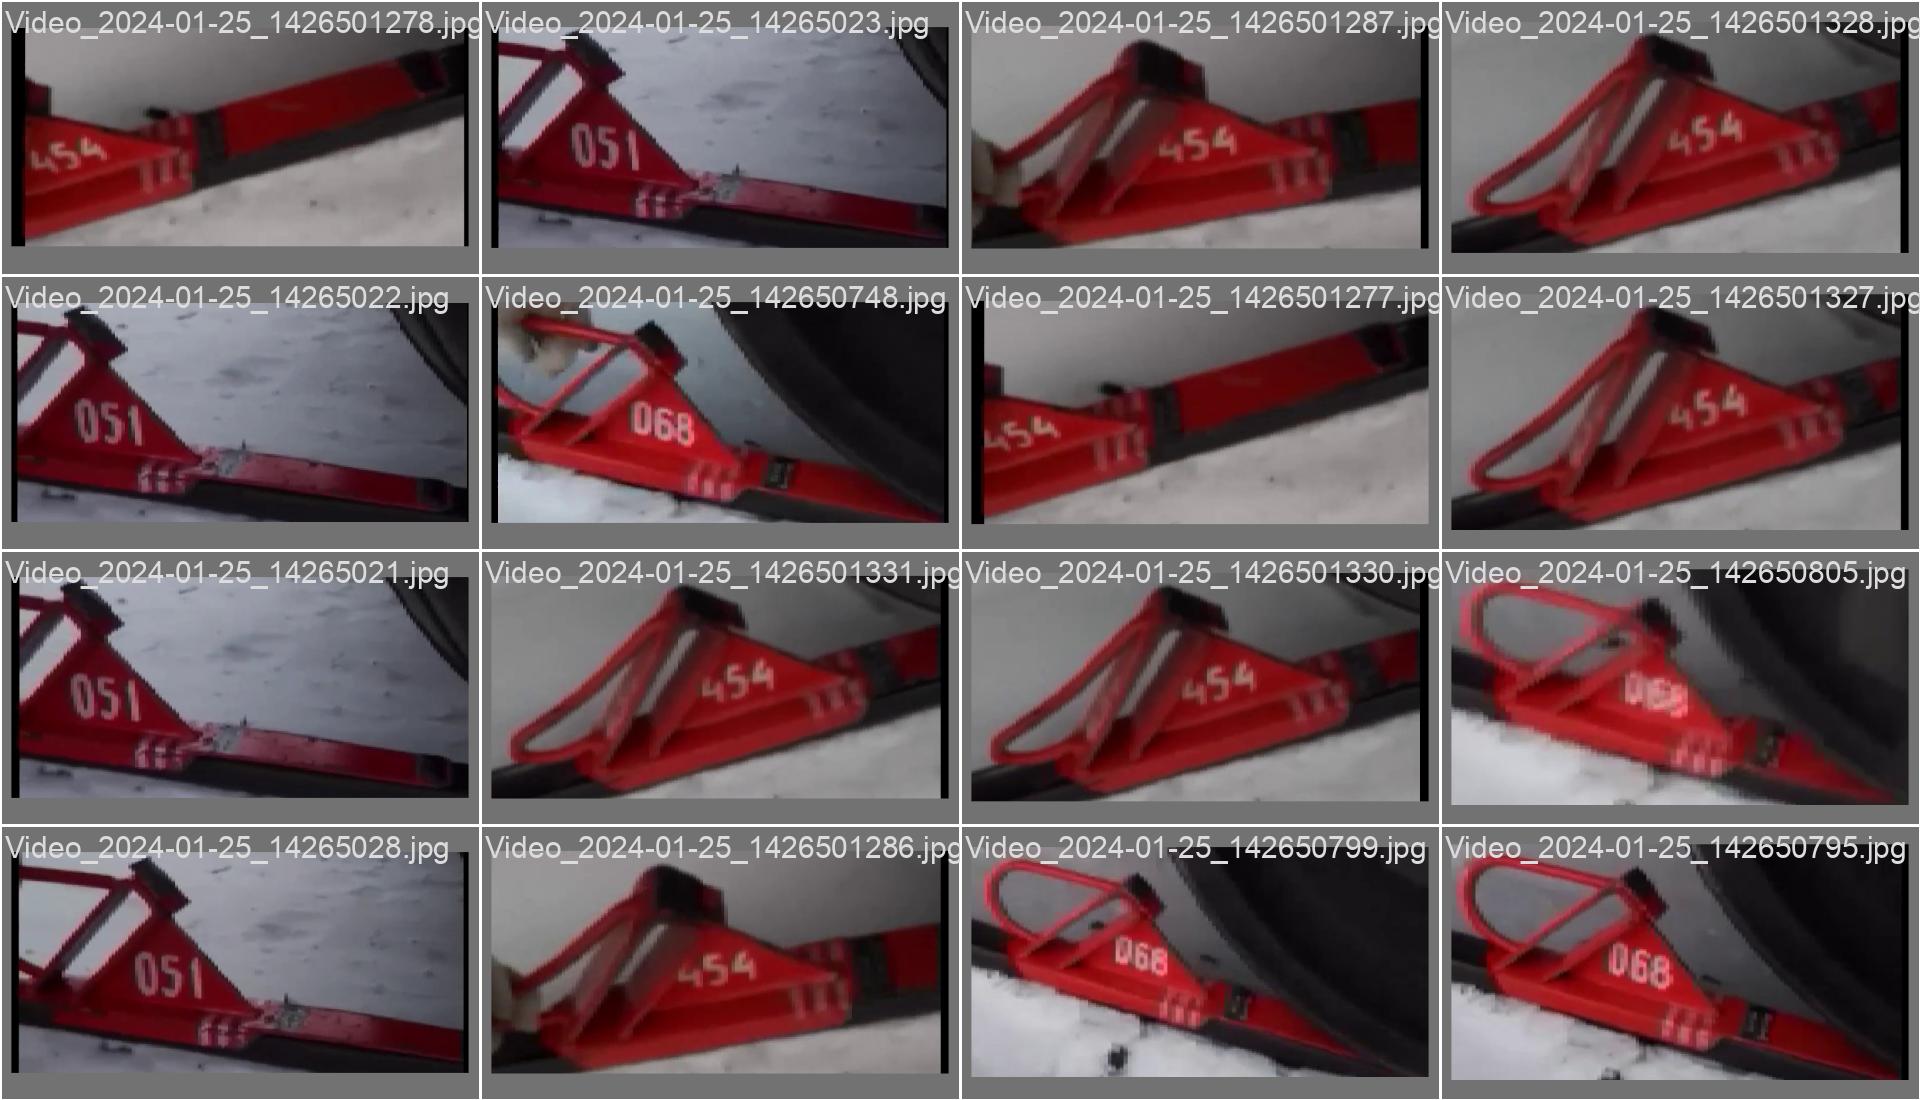 Video_2024-01-25_1426501278.jpg
454
Video_2024-01-25_14265023.jpg
051
Video_2024-01-25_1426501287.jpg
454
Video_2024-01-25_1426501328.jpg
454
Video_2024-01-25_14265022.jpg
051
Video_2024-01-25_142650748.jpg
068
Video_2024-01-25_1426501277.jpg
454
Video_2024-01-25_1426501327.jpg
454
Video_2024-01-25_14265021.jpg
051
Video_2024-01-25_1426501331.jpg
454
Video_2024-01-25_1426501330.jpg
454
Video_2024-01-25_142650805.jpg
068
Video_2024-01-25_14265028.jpg
051
Video_2024-01-25_1426501286.jpg
454
Video_2024-01-25_142650799.jpg
068
Video_2024-01-25_142650795.jpg
068